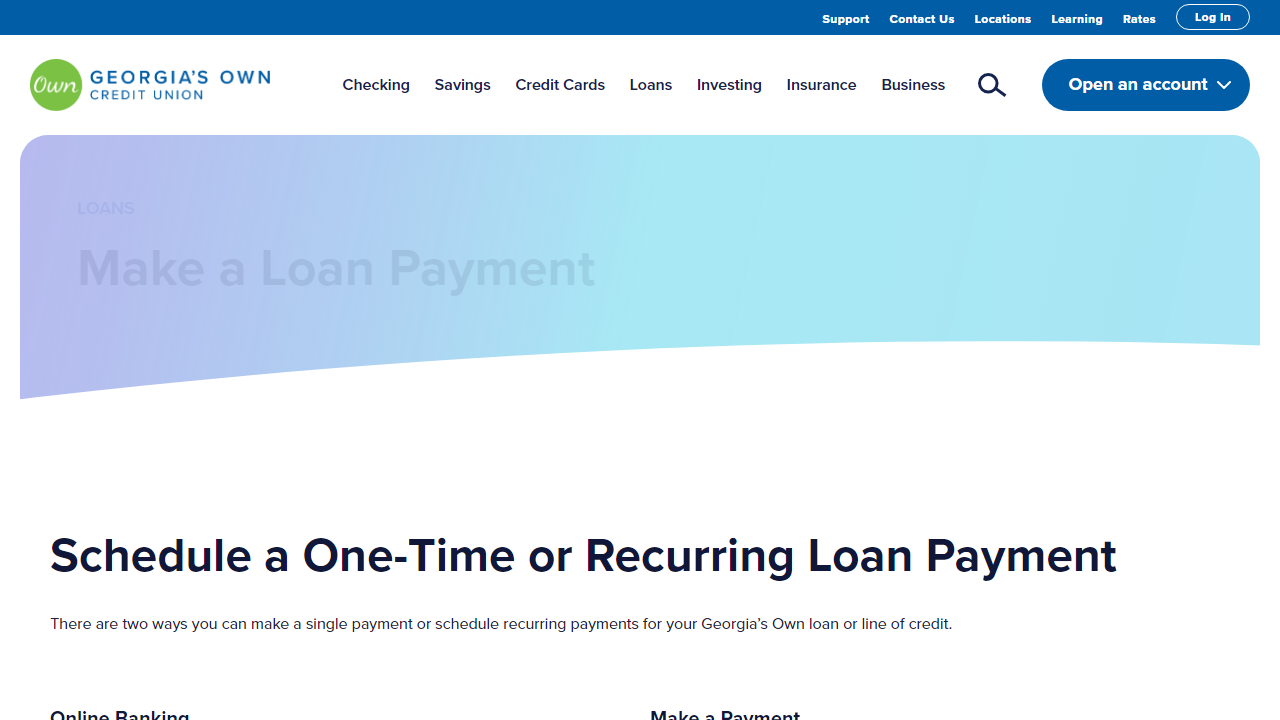 Support Contact Us Locations Learning Rates Log In
Own GEORGIA'S OWN
CREDIT UNION
Checking Savings Credit Cards Loans Investing Insurance Business Open an account
LOANS
Make a Loan Payment
Schedule a One-Time or Recurring Loan Payment
There are two ways you can make a single payment or schedule recurring payments for your Georgia’s Own loan or line of credit.
Online Banking Make a Payment